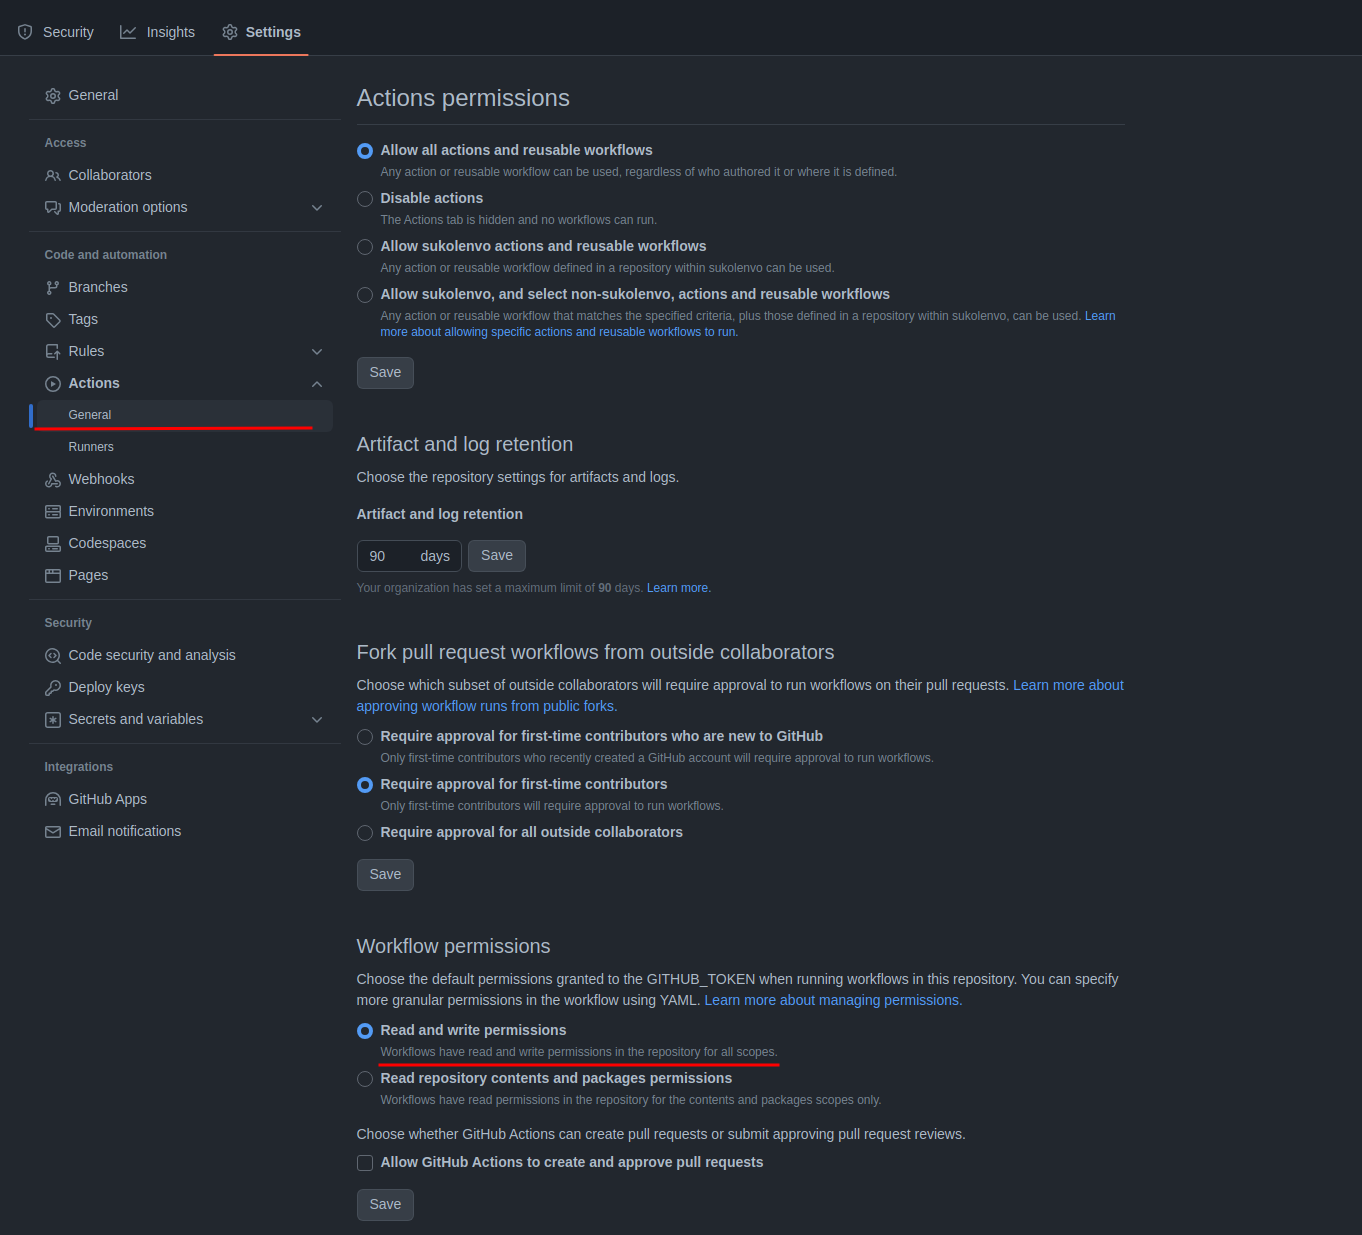 Security
Insights
Settings
General
Access
Collaborators
Moderation options
Code and automation
Branches
Tags
Rules
Actions
General
Runners
Webhooks
Environments
Codespaces
Pages
Security
Code security and analysis
Deploy keys
Secrets and variables
Integrations
GitHub Apps
Email notifications
Actions permissions
Allow all actions and reusable workflows
Any action or reusable workflow can be used, regardless of who authored it or where it is defined.
Disable actions
The Actions tab is hidden and no workflows can run.
Allow sukolenvo actions and reusable workflows
Any action or reusable workflow defined in a repository within sukolenvo can be used.
Allow sukolenvo, and select non-sukolenvo, actions and reusable workflows
Any action or reusable workflow that matches the specified criteria, plus those defined in a repository within sukolenvo, can be used. Learn
more about allowing specific actions and reusable workflows to run.
Save
Artifact and log retention
Choose the repository settings for artifacts and logs.
Artifact and log retention
90 days Save
Your organization has set a maximum limit of 90 days. Learn more.
Fork pull request workflows from outside collaborators
Choose which subset of outside collaborators will require approval to run workflows on their pull requests. Learn more about
approving workflow runs from public forks.
Require approval for first-time contributors who are new to GitHub
Only first-time contributors who recently created a GitHub account will require approval to run workflows.
Require approval for first-time contributors
Only first-time contributors will require approval to run workflows.
Require approval for all outside collaborators
Save
Workflow permissions
Choose the default permissions granted to the GITHUB_TOKEN when running workflows in this repository. You can specify
more granular permissions in the workflow using YAML. Learn more about managing permissions.
Read and write permissions
Workflows have read and write permissions in the repository for all scopes.
Read repository contents and packages permissions
Workflows have read permissions in the repository for the contents and packages scopes only.
Choose whether GitHub Actions can create pull requests or submit approving pull request reviews.
Allow GitHub Actions to create and approve pull requests
Save